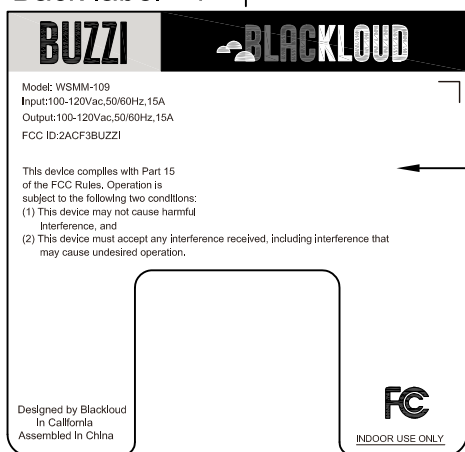 BUZZI
BLACKLOUD
Model: WSMM-109
Input:100-120Vac,50/60Hz,15A
Output:100-120Vac,50/60Hz,15A
FCC ID:2ACF3BUZZI
This device complies with Part 15
of the FCC Rules. Operation is
subject to the following two conditions:
(1) This device may not cause harmful
interference, and
(2) This device must accept any interference received, including interference that
may cause undesired operation.
Designed by Blackloud
In California
Assembled In China
FC
INDOOR USE ONLY